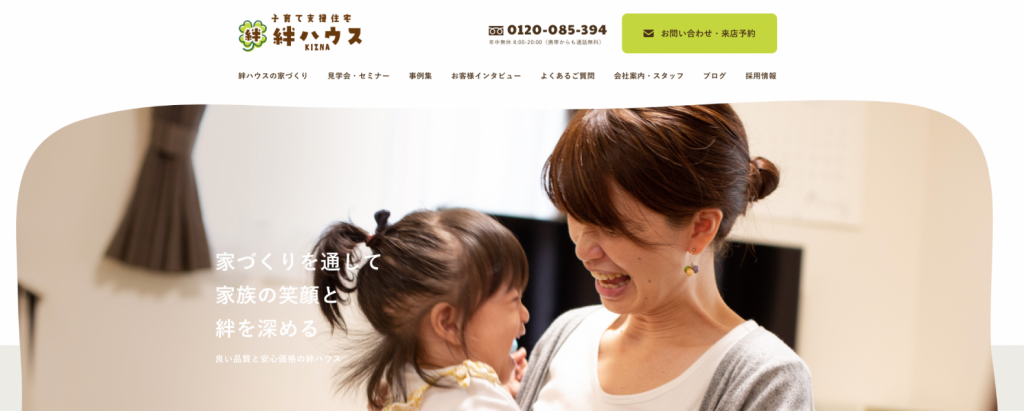 子育て支援住宅
絆
絆ハウス
KIZNA
0120-085-394
年中無休 8:00-20:00（携帯からも通話無料）
お問い合わせ・来店予約
絆ハウスの家づくり 見学会・セミナー 事例集 お客様インタビュー よくあるご質問 会社案内・スタッフ ブログ 採用情報
家づくりを通して
家族の笑顔と
絆を深める
良い品質と安心価格の絆ハウス